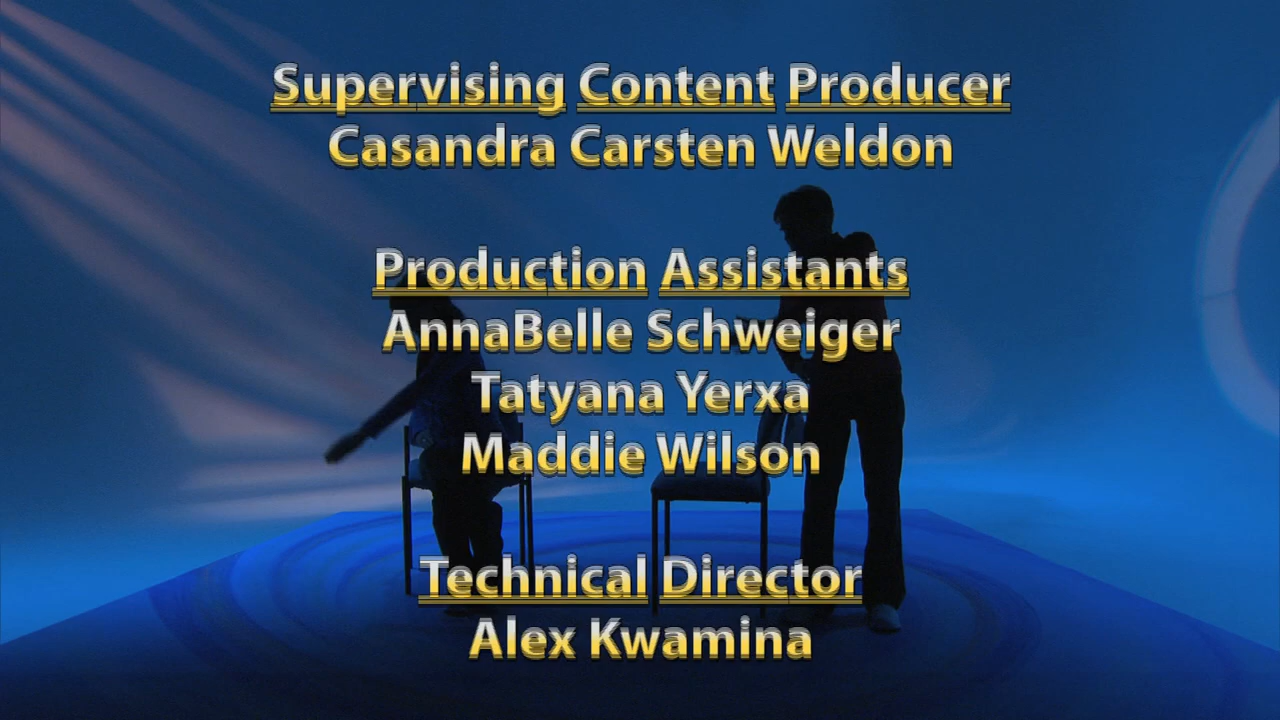 Supervising Content Producer
Casandra Carsten Weldon
Production Assistants
AnnaBelle Schweiger
Tatyana Yerxa
Maddie Wilson
Technical Director
Alex Kwamina